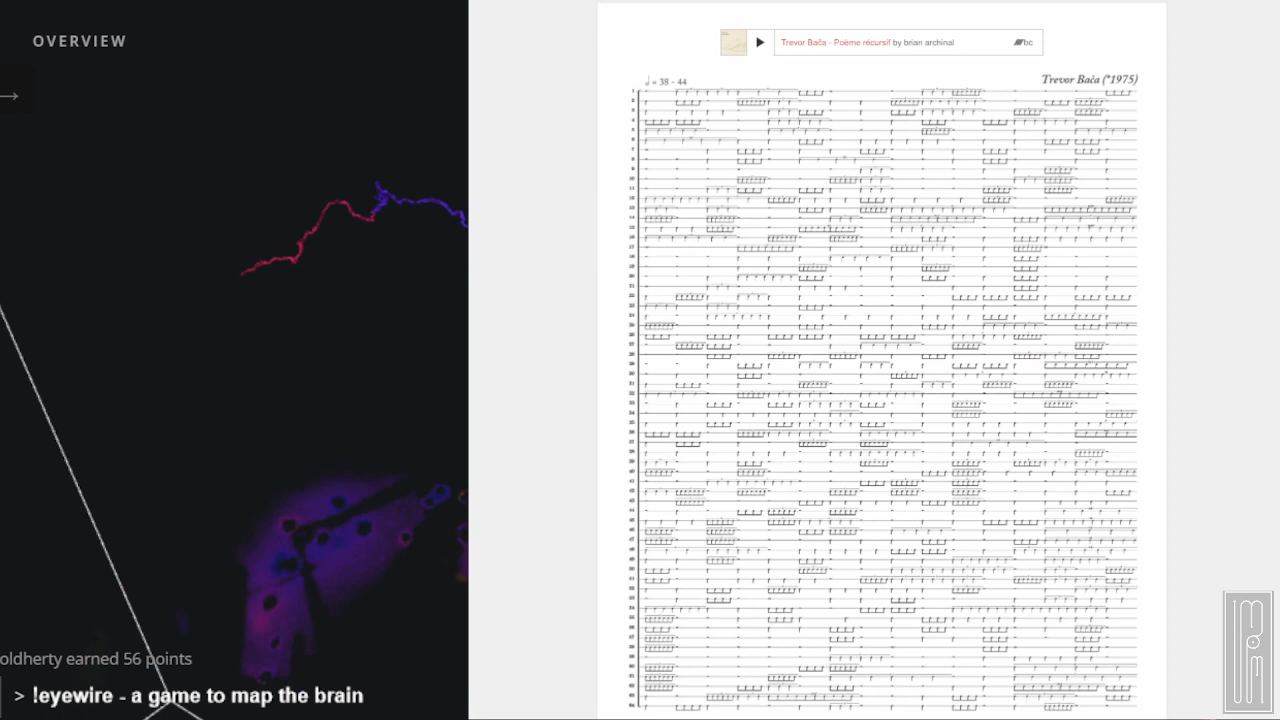 OVERVIEW
→
oldherty earned 56 points
> !eyewire - a game to map the brain
Trevor Bača - Poème récursif by brian archinal
bc
= 38 - 44
Trevor Bača (*1975)